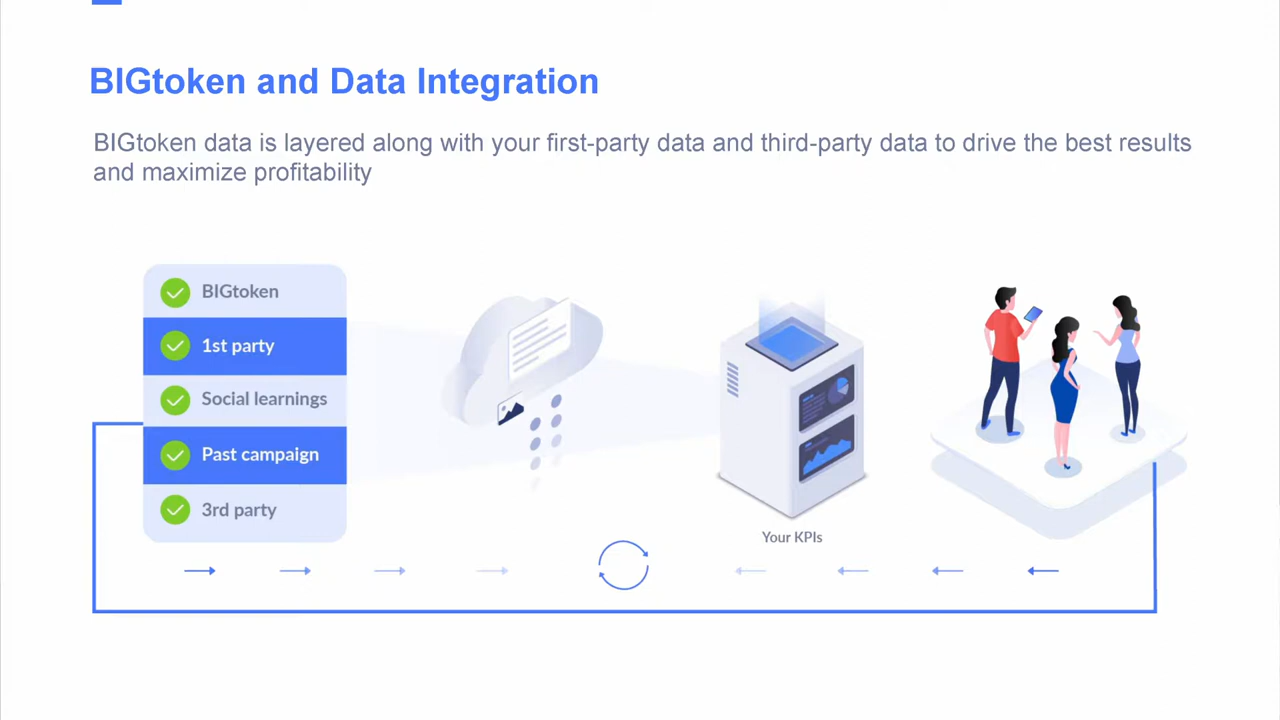 BIGtoken and Data Integration
BIGtoken data is layered along with your first-party data and third-party data to drive the best results
and maximize profitability
BIGtoken
1st party
Social learnings
Past campaign
3rd party
Your KPIs